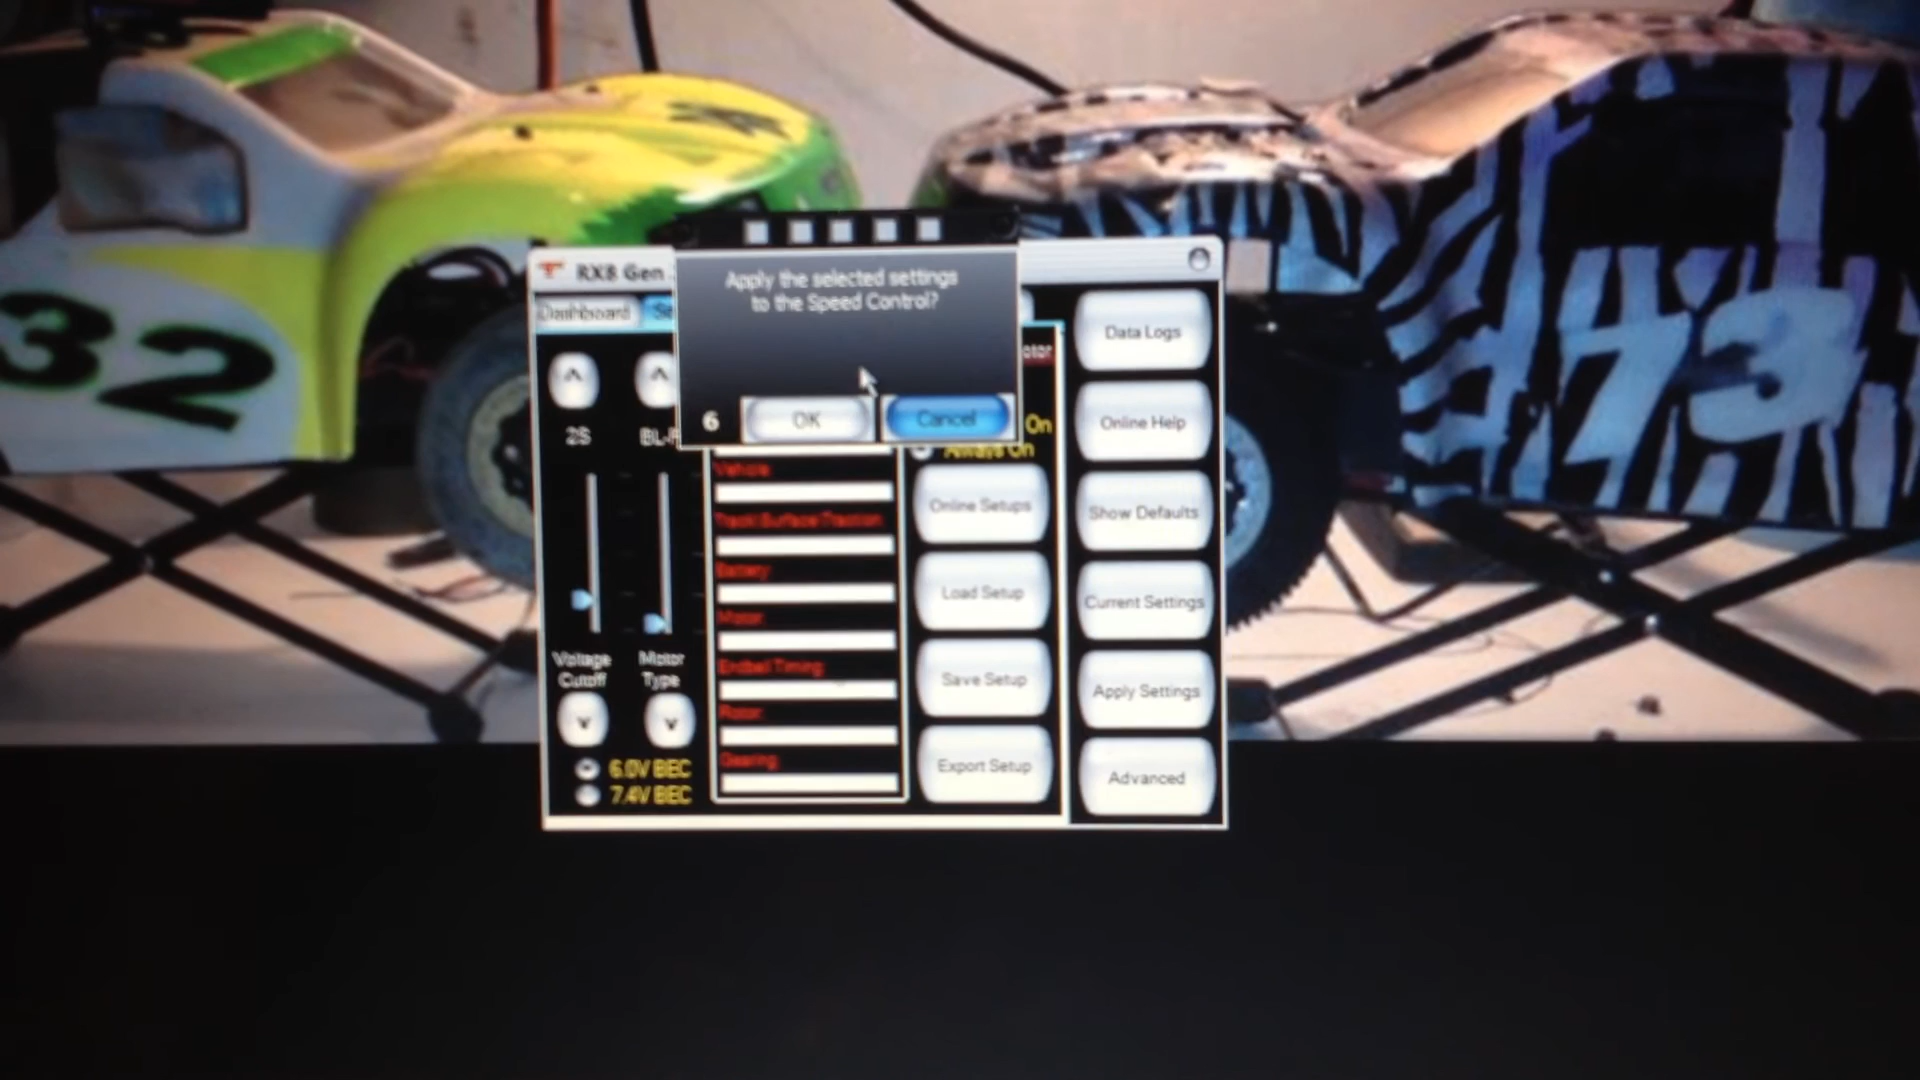 32
73
RX8 Gen
Dashboard
Apply the selected settings
to the Speed Control?
6
OK
Cancel
2S
On
Always On
Vehicle:
Track\Surface\Traction
Battery:
Motor:
Endbell Timing:
Rotor:
Gearing:
Voltage
Cutoff
Motor
Type
6.0V BEC
7.4V BEC
Online Setups
Load Setup
Save Setup
Export Setup
Data Logs
Online Help
Show Defaults
Current Settings
Apply Settings
Advanced